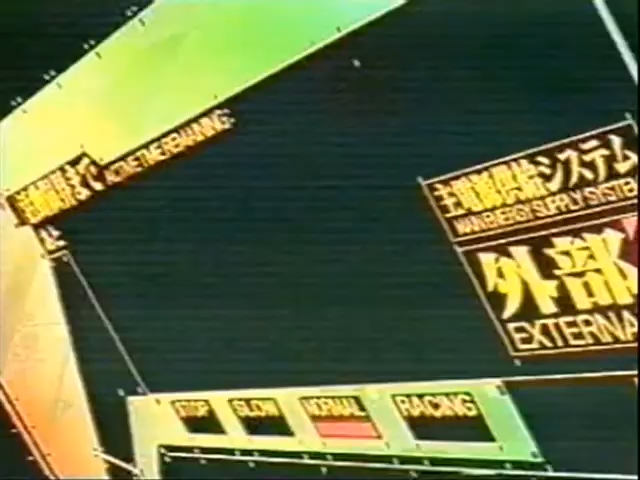 活動限界まで
ACTIVE TIME REMAINING:
主電源供給システム
MAIN ENERGY SUPPLY SYSTEM
外部
EXTERNA
STOP
SLOW
NORMAL
RACING